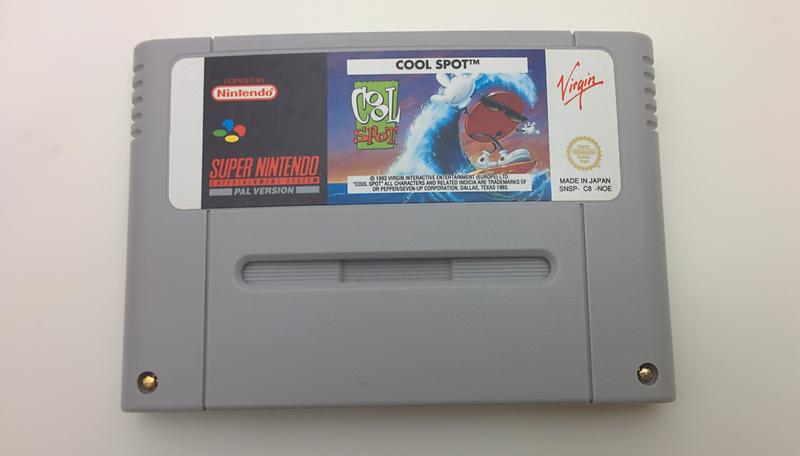 LICENSED BY
Nintendo
SUPER NINTENDO
ENTERTAINMENT SYSTEM
PAL VERSION
COOL SPOT™
COOL
SPOT
© 1993 VIRGIN INTERACTIVE ENTERTAINMENT (EUROPE) LTD.
"COOL SPOT" ALL CHARACTERS AND RELATED INDICIA ARE TRADEMARKS OF
DR PEPPER/SEVEN-UP CORPORATION, DALLAS, TEXAS 1993.
Virgin
MADE IN JAPAN
SNSP- C8 -NOE